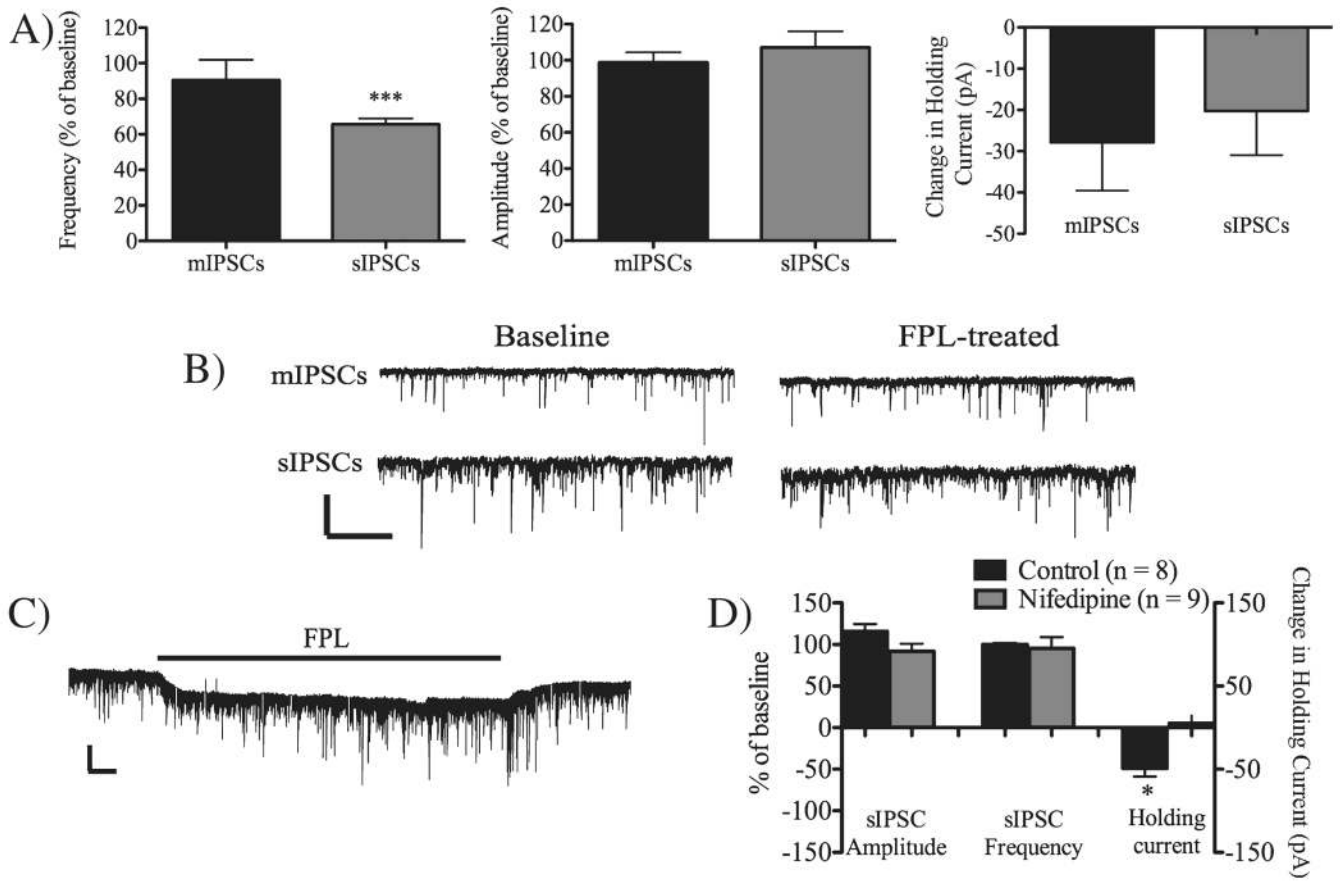 A)
Frequency (% of baseline)
120
100
80
60
40
20
0
***
mIPSCs
sIPSCs
Amplitude (% of baseline)
120
100
80
60
40
20
0
mIPSCs
sIPSCs
Change in Holding
Current (pA)
0
-10
-20
-30
-40
-50
mIPSCs
sIPSCs
B)
Baseline
FPL-treated
mIPSCs
sIPSCs
C)
FPL
D)
Control (n = 8)
Nifedipine (n = 9)
% of baseline
150
100
50
0
-50
-100
-150
*
sIPSC
Amplitude
sIPSC
Frequency
Holding
current
150
50
-50
-150
Change in Holding Current (pA)